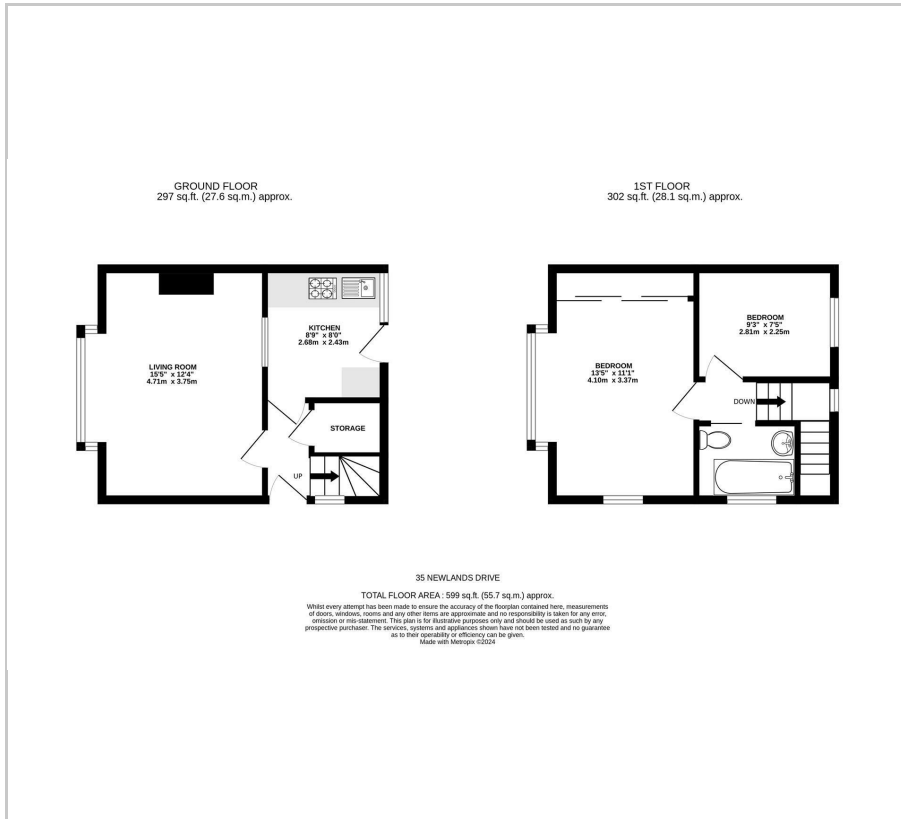 GROUND FLOOR
297 sq.ft. (27.6 sq.m.) approx.
1ST FLOOR
302 sq.ft. (28.1 sq.m.) approx.
KITCHEN
8'9" x 8'0"
2.68m x 2.43m
LIVING ROOM
15'5" x 12'4"
4.71m x 3.75m
STORAGE
UP
BEDROOM
9'3" x 7'5"
2.81m x 2.25m
BEDROOM
13'5" x 11'1"
4.10m x 3.37m
DOWN
35 NEWLANDS DRIVE
TOTAL FLOOR AREA : 599 sq.ft. (55.7 sq.m.) approx.
Whilst every attempt has been made to ensure the accuracy of the floorplan contained here, measurements
of doors, windows, rooms and any other items are approximate and no responsibility is taken for any error,
omission or mis-statement. This plan is for illustrative purposes only and should be used as such by any
prospective purchaser. The services, systems and appliances shown have not been tested and no guarantee
as to their operability or efficiency can be given.
Made with Metropix ©2024